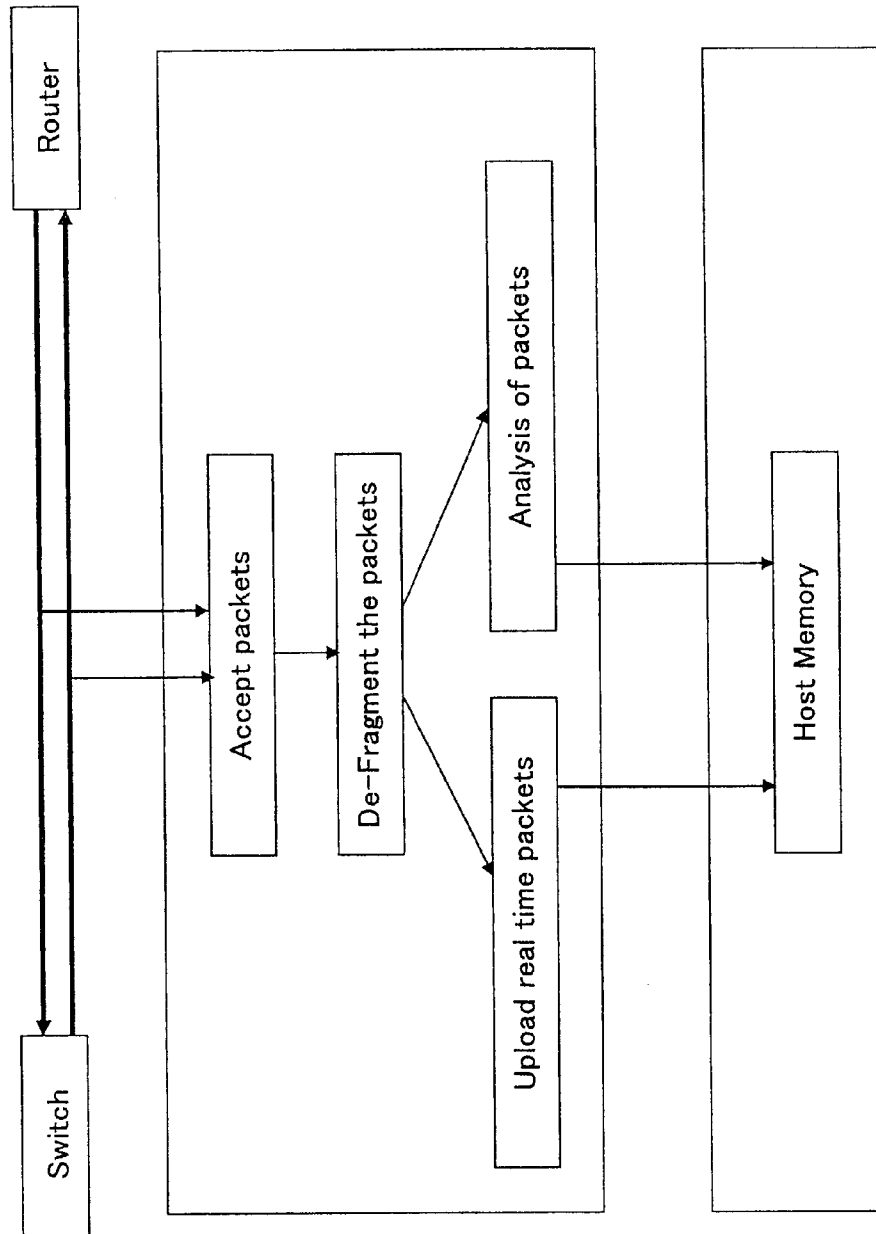 Switch
Router
Accept packets
De-Fragment the packets
Upload real time packets
Analysis of packets
Host Memory